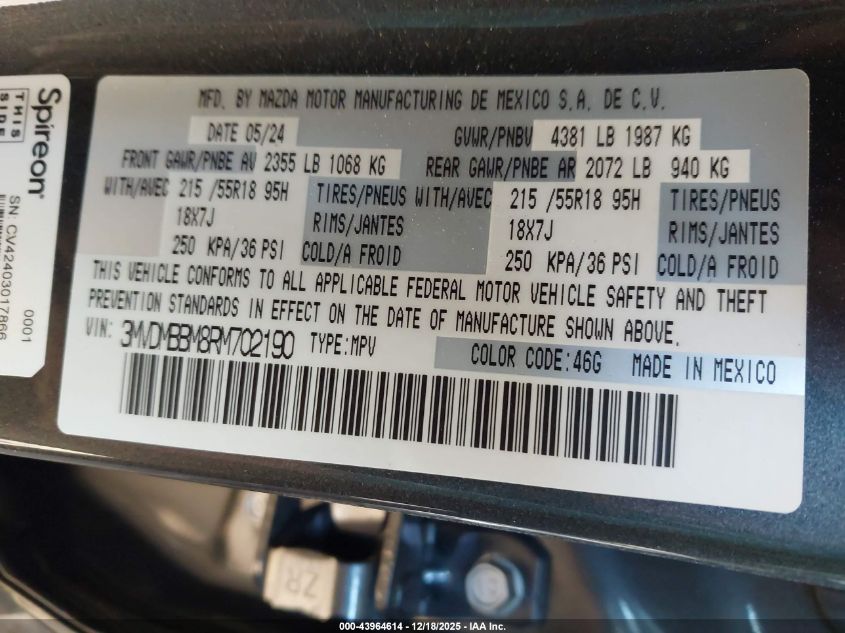 Spireon
THIS
SIDE
SN: CV42403017866
0001
MFD. BY MAZDA MOTOR MANUFACTURING DE MEXICO S.A. DE C.V.
DATE 05/24 GVWR/PNBV 4381 LB 1987 KG
FRONT GAWR/PNBE AV 2355 LB 1068 KG REAR GAWR/PNBE AR 2072 LB 940 KG
WITH/AVEC 215 /55R18 95H TIRES/PNEUS WITH/AVEC 215 /55R18 95H TIRES/PNEUS
18X7J RIMS/JANTES 18X7J RIMS/JANTES
250 KPA/36 PSI COLD/A FROID 250 KPA/36 PSI COLD/A FROID
THIS VEHICLE CONFORMS TO ALL APPLICABLE FEDERAL MOTOR VEHICLE SAFETY AND THEFT
PREVENTION STANDARDS IN EFFECT ON THE DATE OF MANUFACTURE SHOWN ABOVE.
VIN: 3MVDMBBM8RM702190 TYPE:MPV
COLOR CODE:46G MADE IN MEXICO
000-43964614 - 12/18/2025 - IAA Inc.